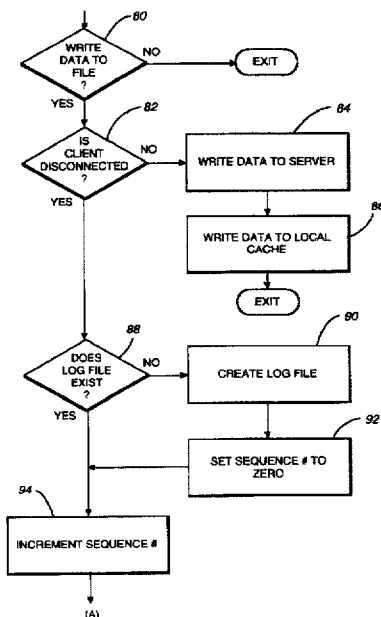 80
WRITE
DATA TO
FILE
?
NO
EXIT
YES
82
IS
CLIENT
DISCONNECTED
?
NO
84
WRITE DATA TO SERVER
YES
86
WRITE DATA TO LOCAL
CACHE
EXIT
88
DOES
LOG FILE
EXIST
?
NO
90
CREATE LOG FILE
YES
92
SET SEQUENCE # TO
ZERO
94
INCREMENT SEQUENCE #
(A)